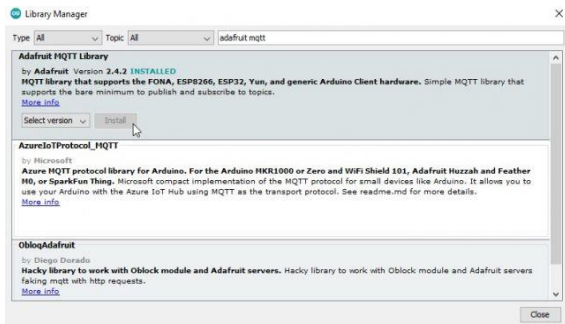 Library Manager
Type All Topic All adafruit mqtt
Adafruit MQTT Library
by Adafruit Version 2.4.2 INSTALLED
MQTT library that supports the FONA, ESP8266, ESP32, Yun, and generic Arduino Client hardware. Simple MQTT library that
supports the bare minimum to publish and subscribe to topics.
More info
Select version Install
AzureIoTProtocol_MQTT
by Microsoft
Azure MQTT protocol library for Arduino. For the Arduino MKR1000 or Zero and WiFi Shield 101, Adafruit Huzzah and Feather
M0, or SparkFun Thing. Microsoft compact implementation of the MQTT protocol for small devices like Arduino. It allows you to
use your Arduino with the Azure IoT Hub using MQTT as the transport protocol. See readme.md for more details.
More info
ObloqAdafruit
by Diego Dorado
Hacky library to work with Oblock module and Adafruit servers. Hacky library to work with Oblock module and Adafruit servers
faking mqtt with http requests.
More info
Close